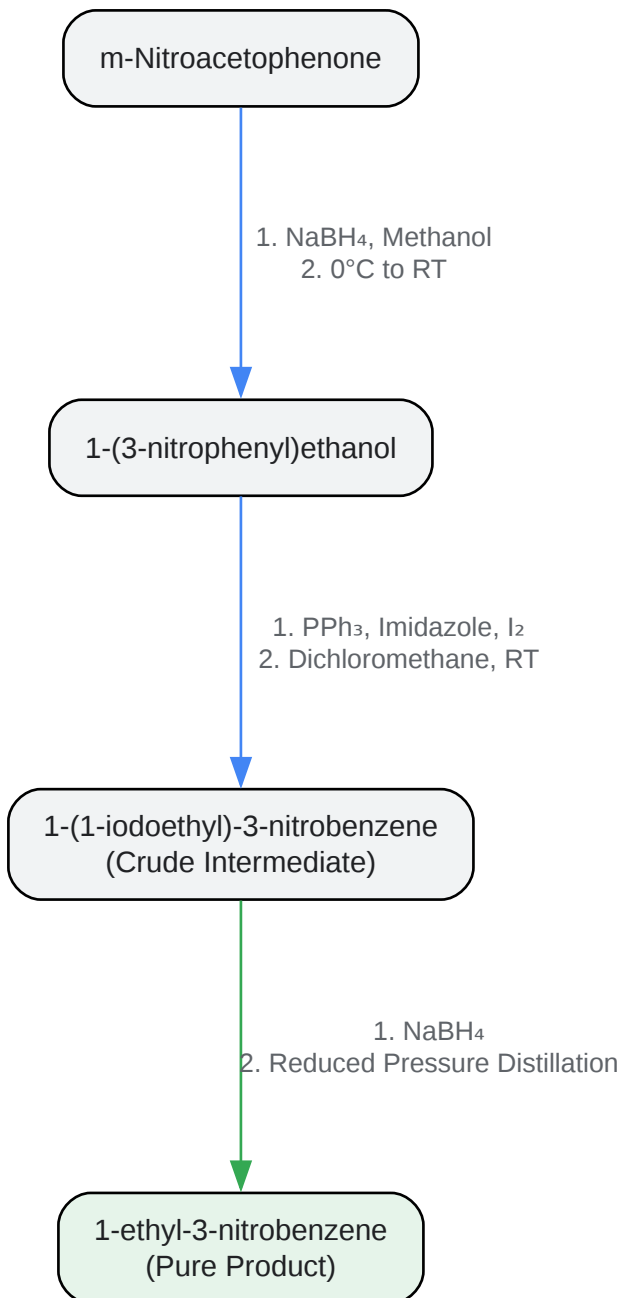 m-Nitroacetophenone
1. NaBH₄, Methanol
2. 0°C to RT
1-(3-nitrophenyl)ethanol
1. PPh₃, Imidazole, I₂
2. Dichloromethane, RT
1-(1-iodoethyl)-3-nitrobenzene
(Crude Intermediate)
1. NaBH₄
2. Reduced Pressure Distillation
1-ethyl-3-nitrobenzene
(Pure Product)